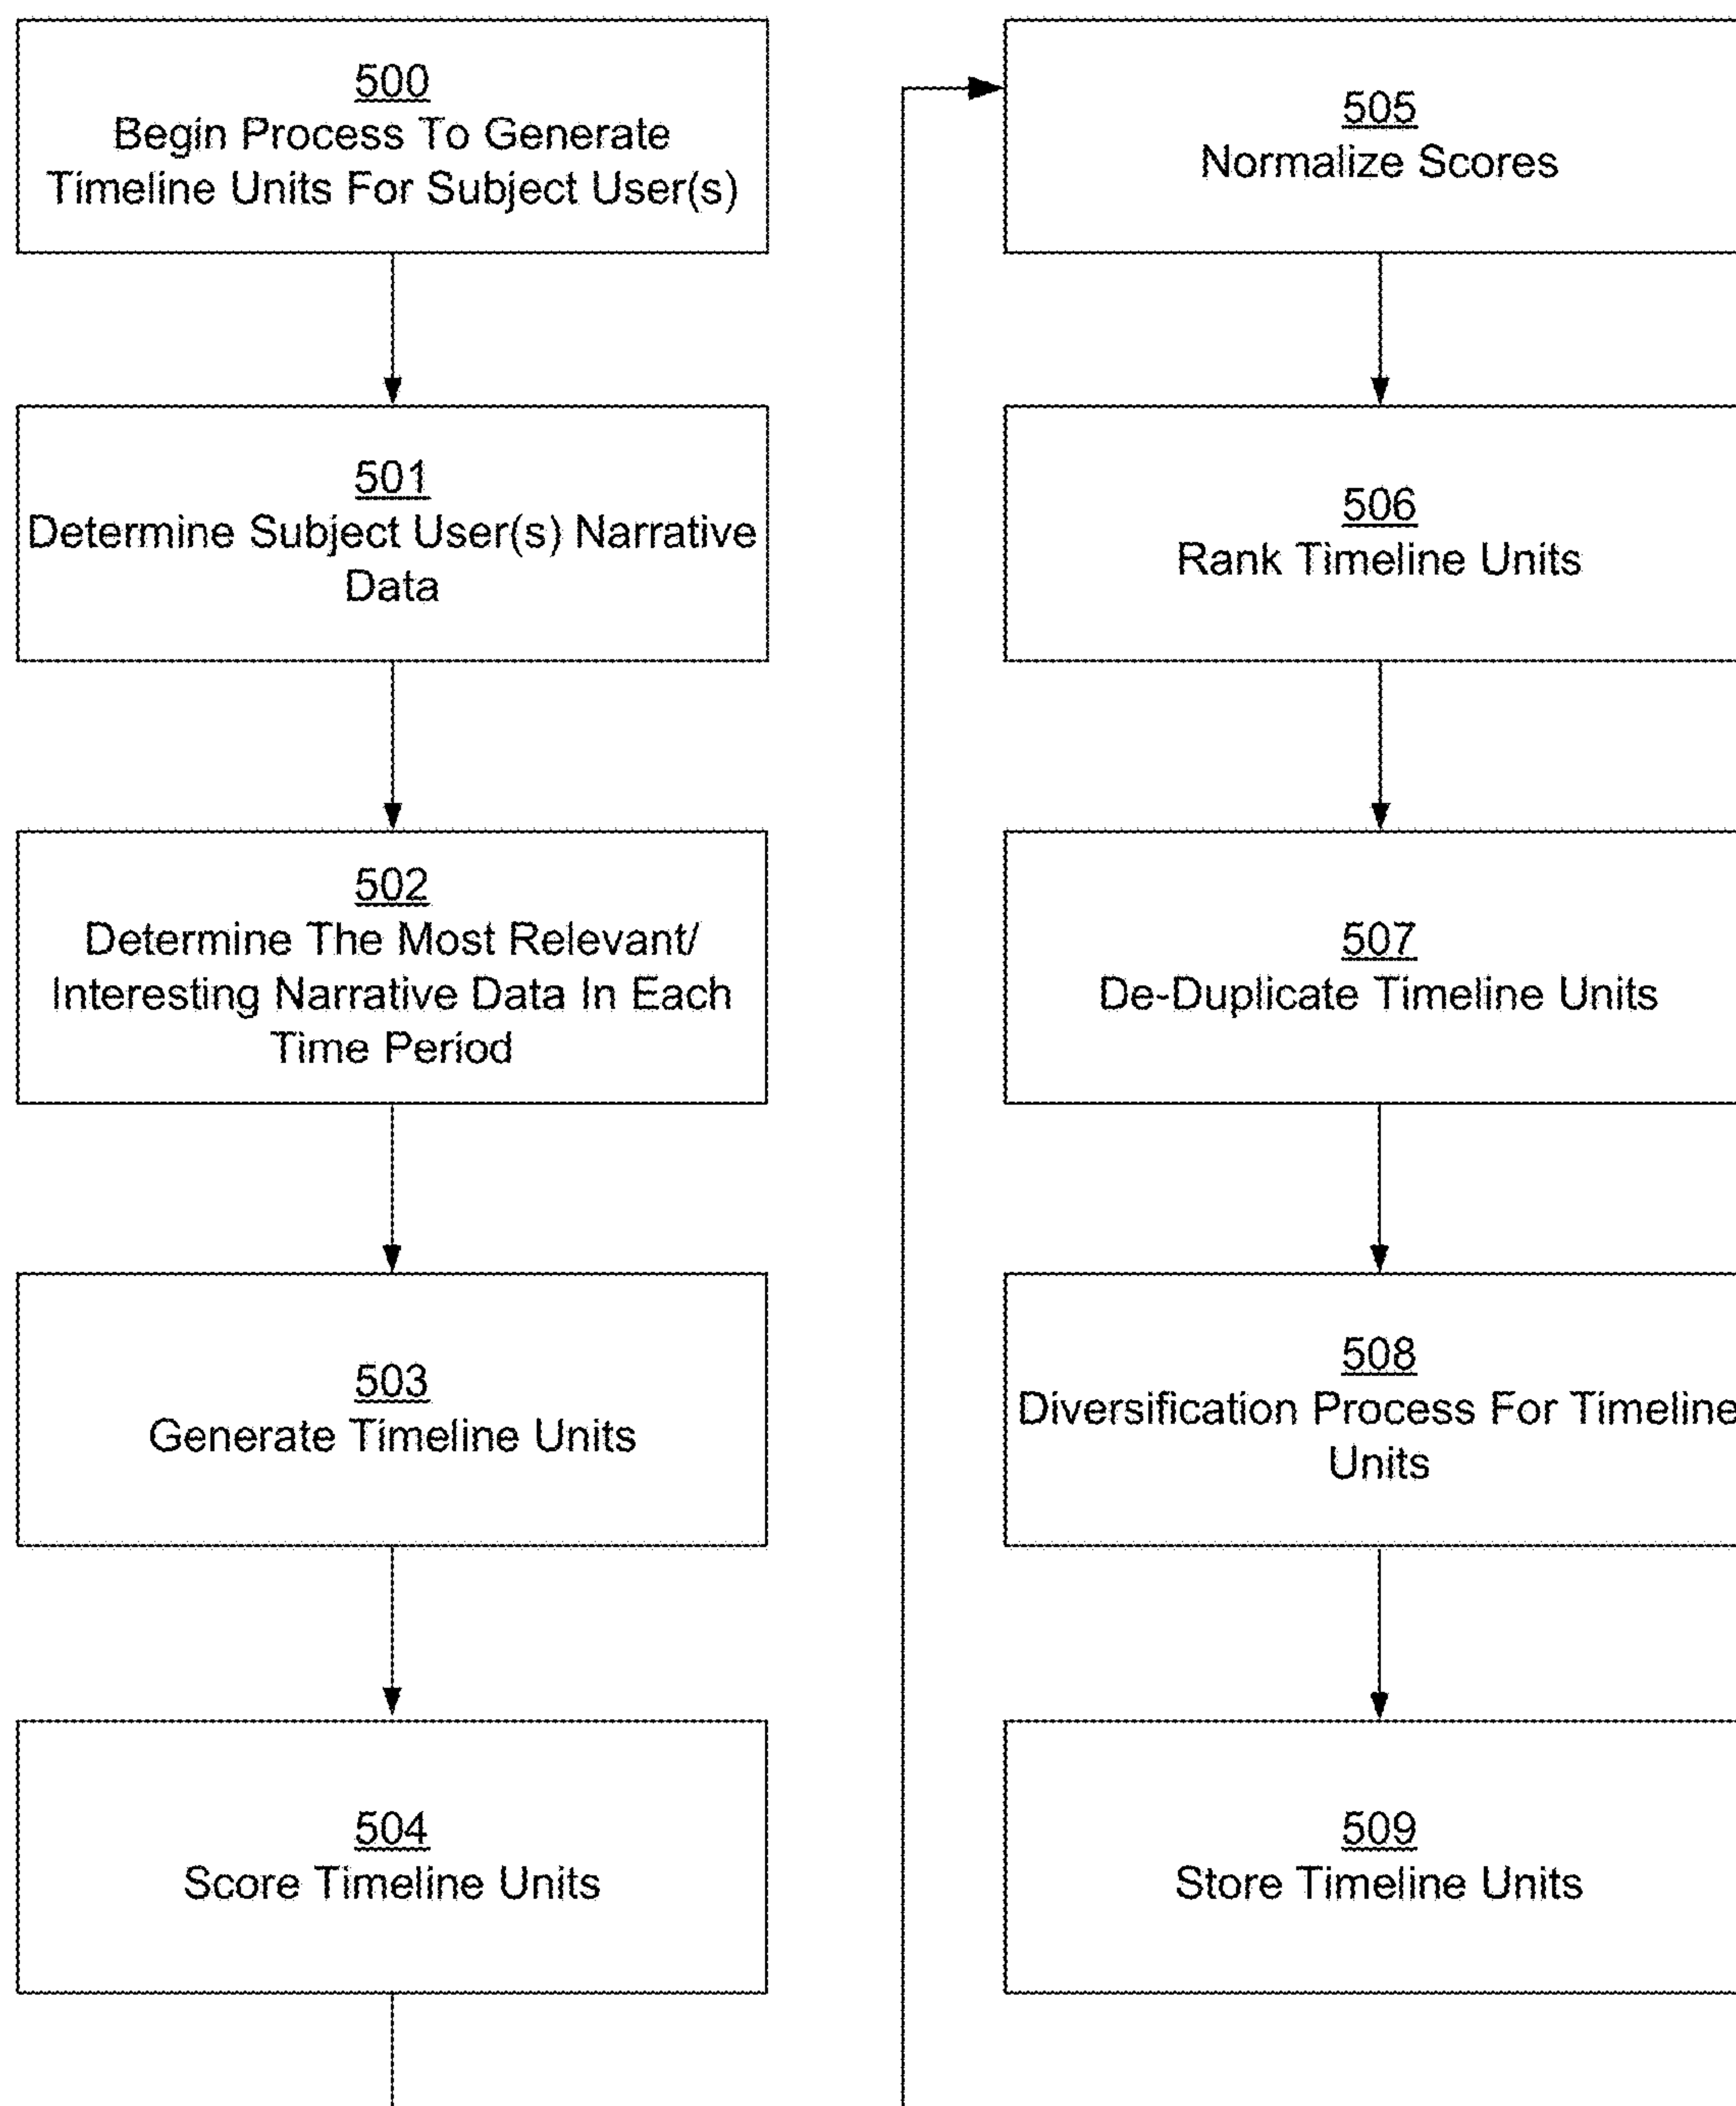 500
Begin Process To Generate
Timeline Units For Subject User(s)
501
Determine Subject User(s) Narrative
Data
502
Determine The Most Relevant/
Interesting Narrative Data In Each
Time Period
503
Generate Timeline Units
504
Score Timeline Units
505
Normalize Scores
506
Rank Timeline Units
507
De-Duplicate Timeline Units
508
Diversification Process For Timeline
Units
509
Store Timeline Units